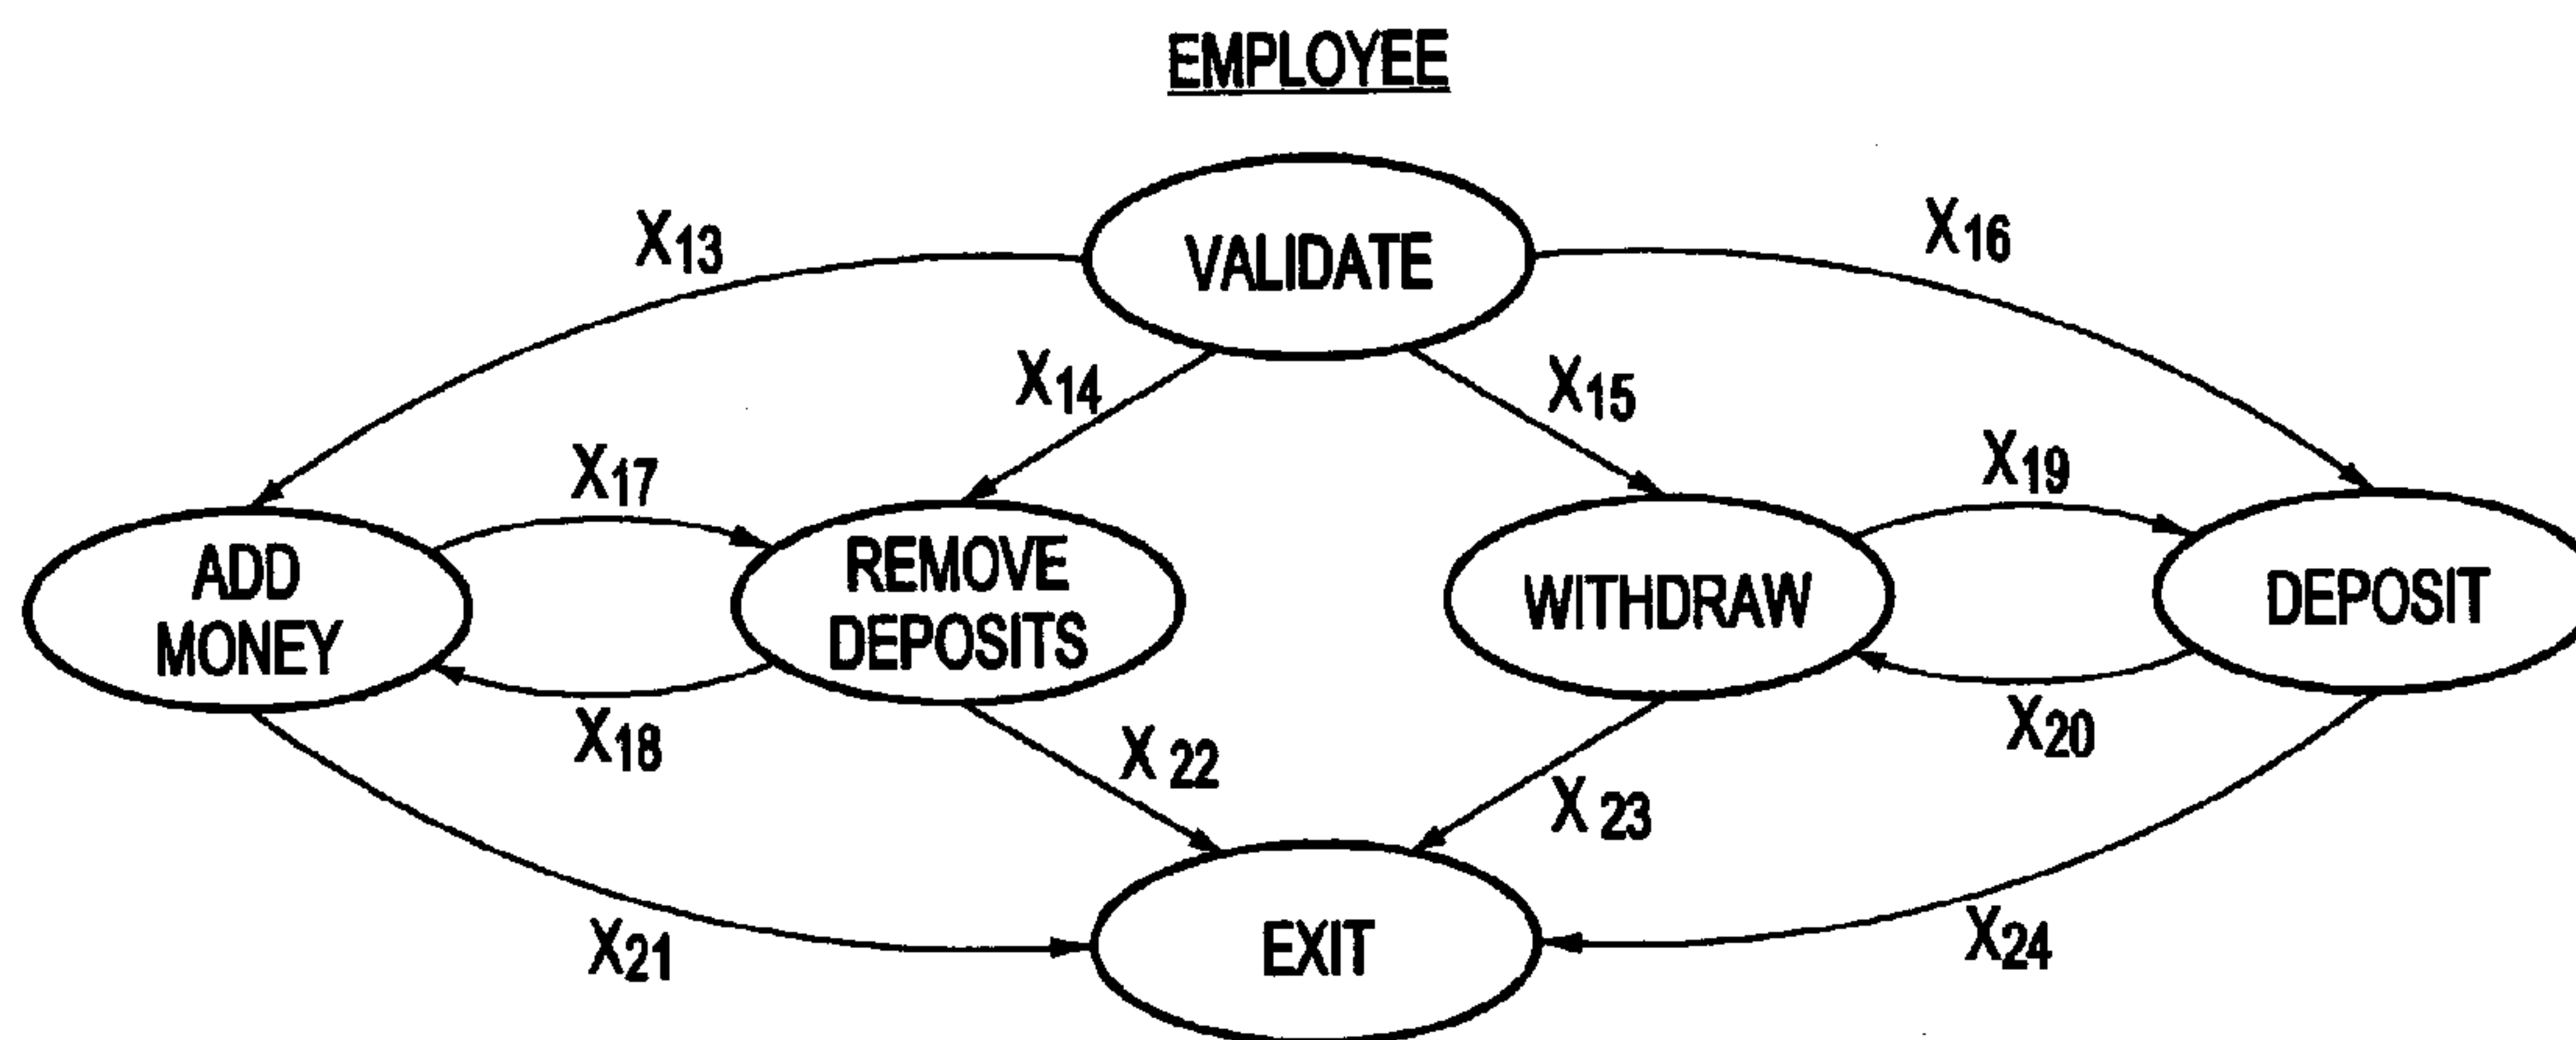 EMPLOYEE
VALIDATE
X13
X16
X14
X15
X17
X19
ADD
MONEY
REMOVE
DEPOSITS
WITHDRAW
DEPOSIT
X18
X20
X22
X23
X21
X24
EXIT